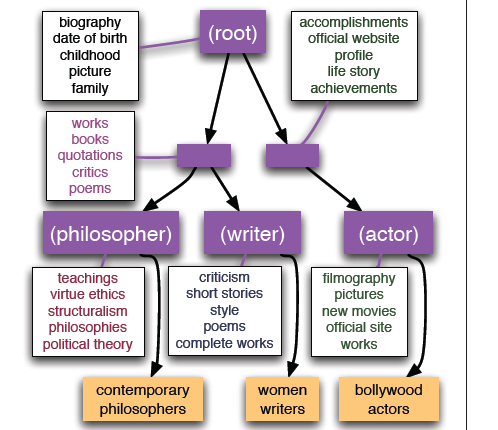 biography
date of birth
childhood
picture
family
(root)
accomplishments
official website
profile
life story
achievements
works
books
quotations
critics
poems
(philosopher)
(writer)
(actor)
teachings
virtue ethics
structuralism
philosophies
political theory
criticism
short stories
style
poems
complete works
filmography
pictures
new movies
official site
works
contemporary
philosophers
women
writers
bollywood
actors